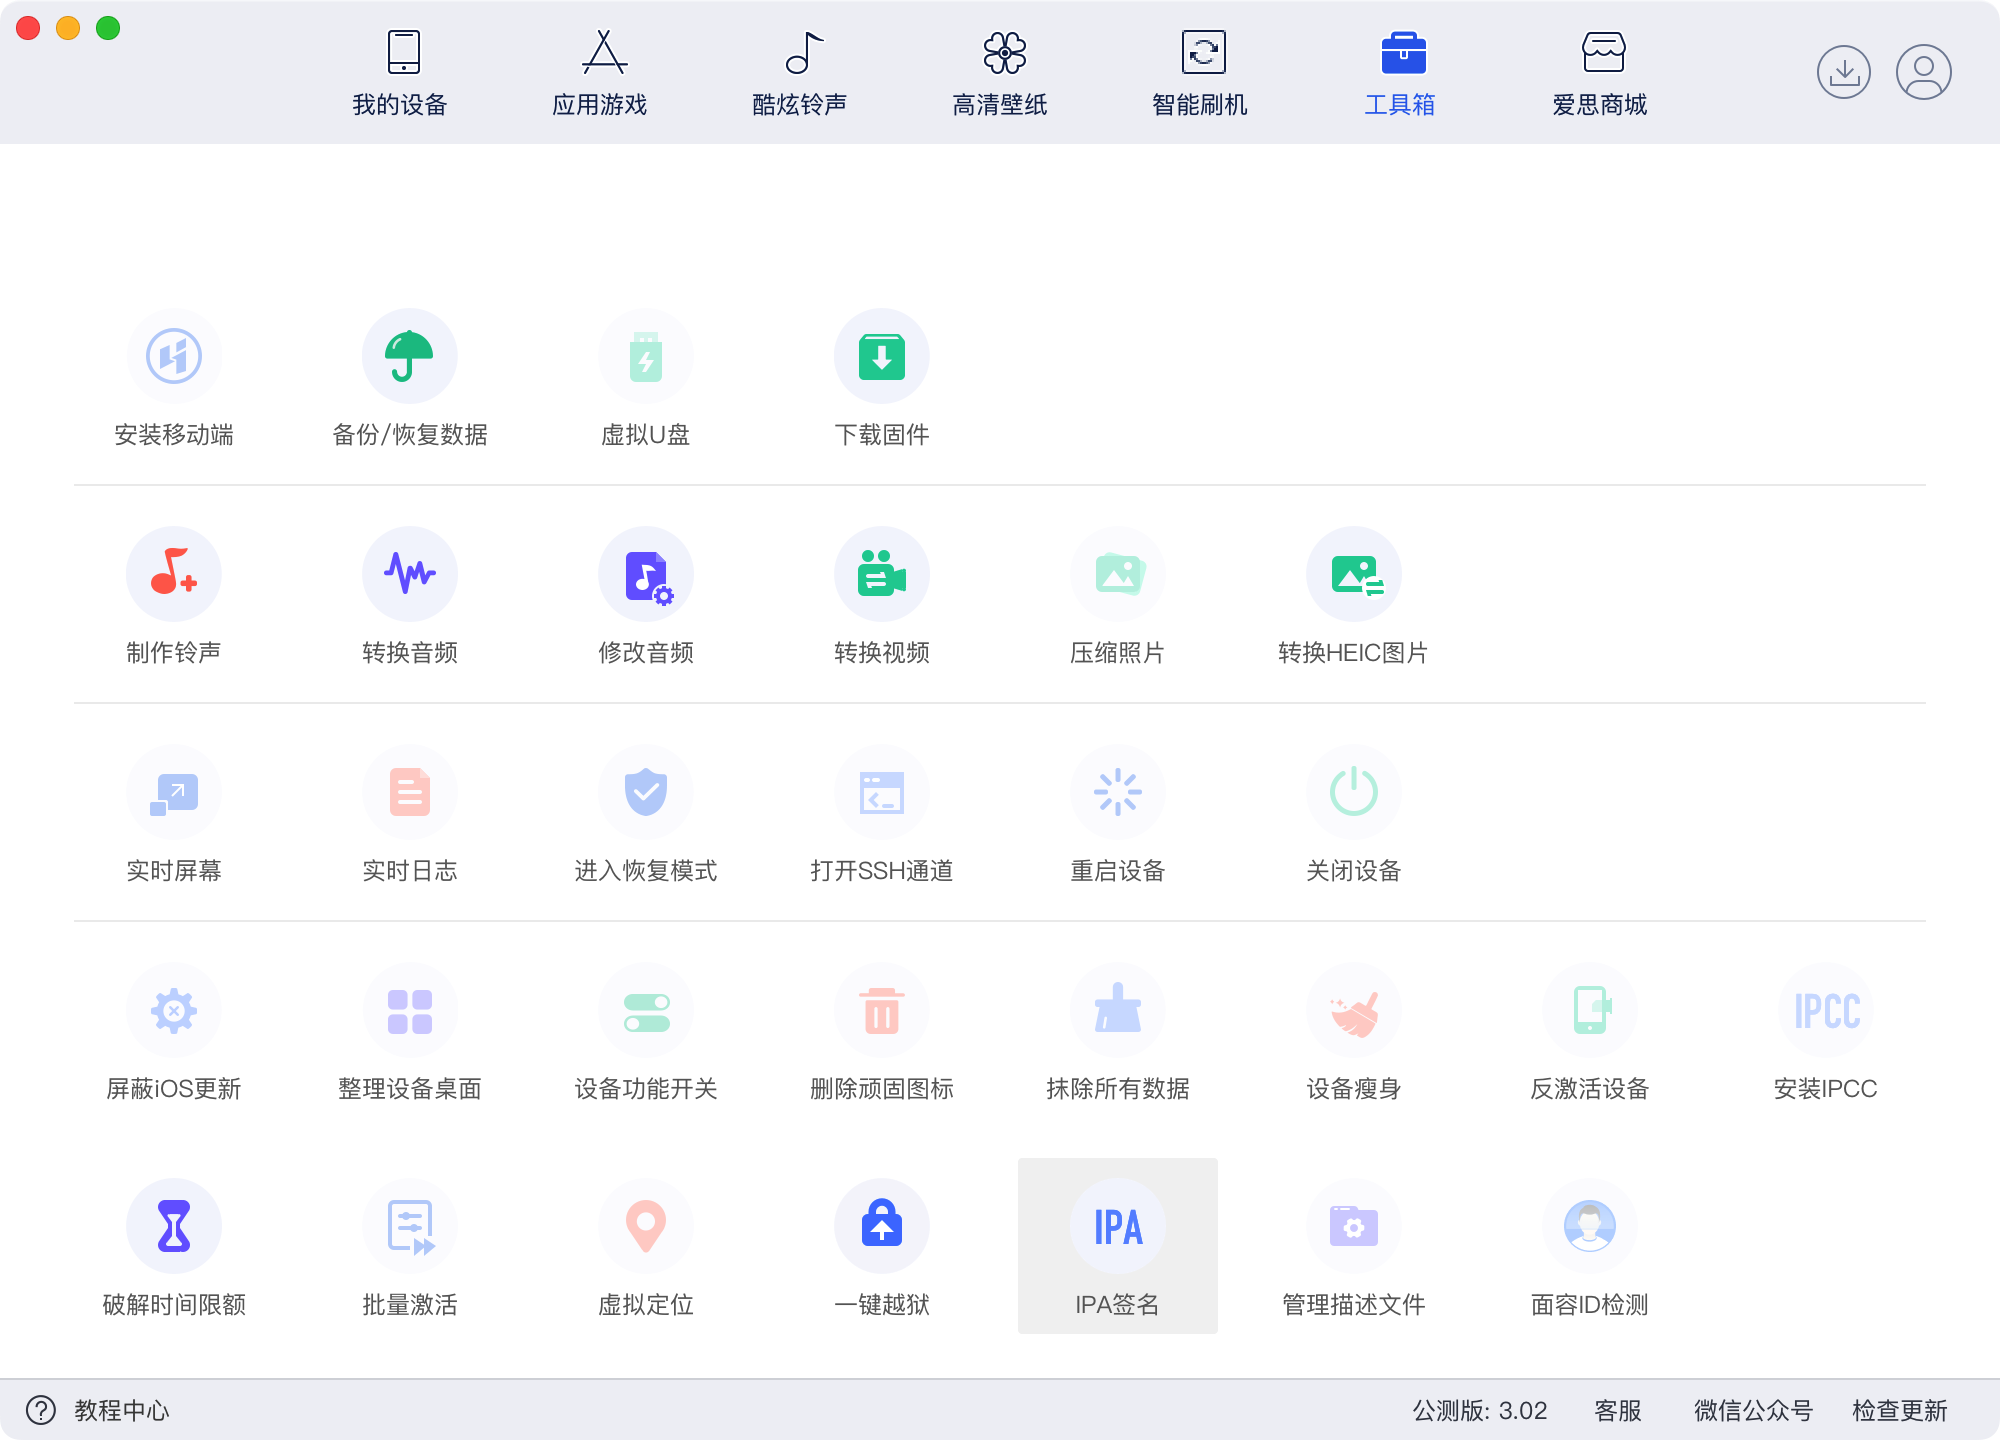 我的设备 应用游戏 酷炫铃声 高清壁纸 智能刷机 工具箱 爱思商城
安装移动端 备份/恢复数据 虚拟U盘 下载固件
制作铃声 转换音频 修改音频 转换视频 压缩照片 转换HEIC图片
实时屏幕 实时日志 进入恢复模式 打开SSH通道 重启设备 关闭设备
IPCC
屏蔽iOS更新 整理设备桌面 设备功能开关 删除顽固图标 抹除所有数据 设备瘦身 反激活设备 安装IPCC
IPA
破解时间限额 批量激活 虚拟定位 一键越狱 IPA签名 管理描述文件 面容ID检测
教程中心 公测版: 3.02 客服 微信公众号 检查更新